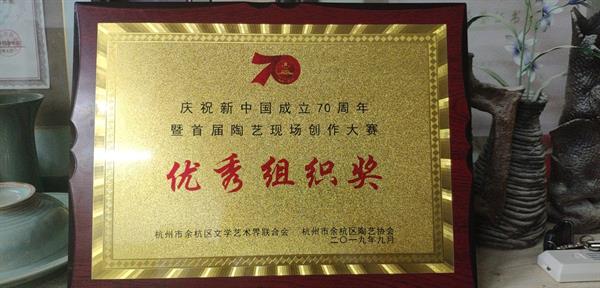 70
庆祝新中国成立70周年
暨首届陶艺现场创作大赛
优秀组织奖
杭州市余杭区文学艺术界联合会 杭州市余杭区陶艺协会
二〇一九年九月